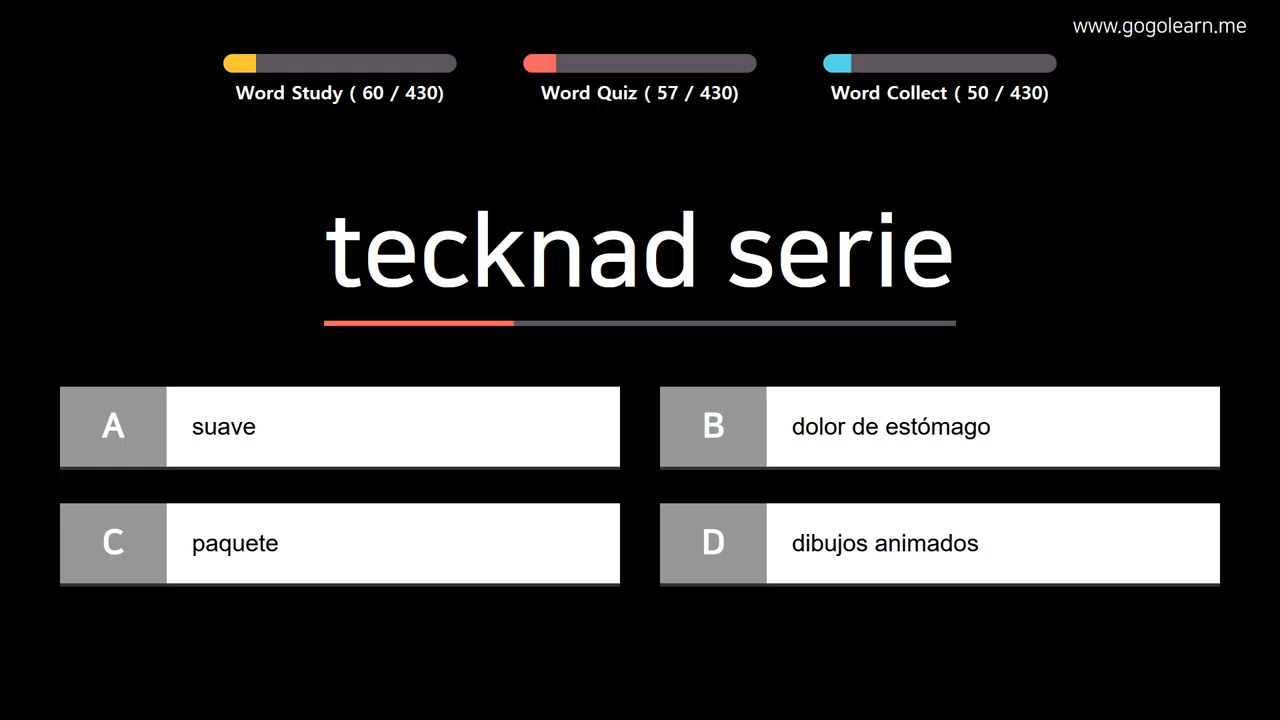 www.gogolearn.me
Word Study ( 60 / 430)
Word Quiz ( 57 / 430)
Word Collect ( 50 / 430)
tecknad serie
A
suave
B
dolor de estómago
C
paquete
D
dibujos animados